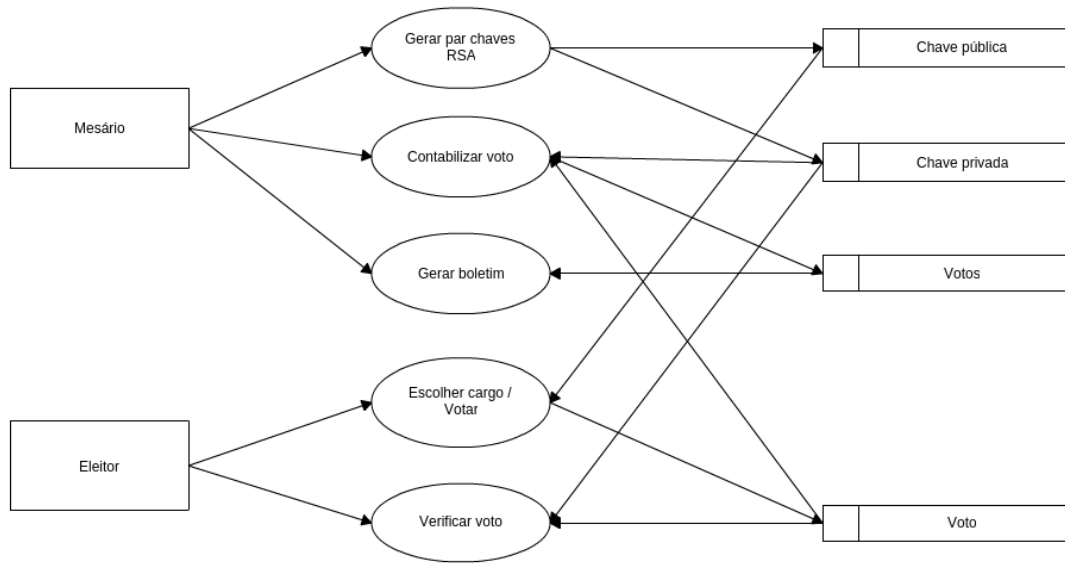 Gerar par chaves
RSA
Chave pública
Mesário
Contabilizar voto
Chave privada
Gerar boletim
Votos
Escolher cargo /
Votar
Eleitor
Verificar voto
Voto